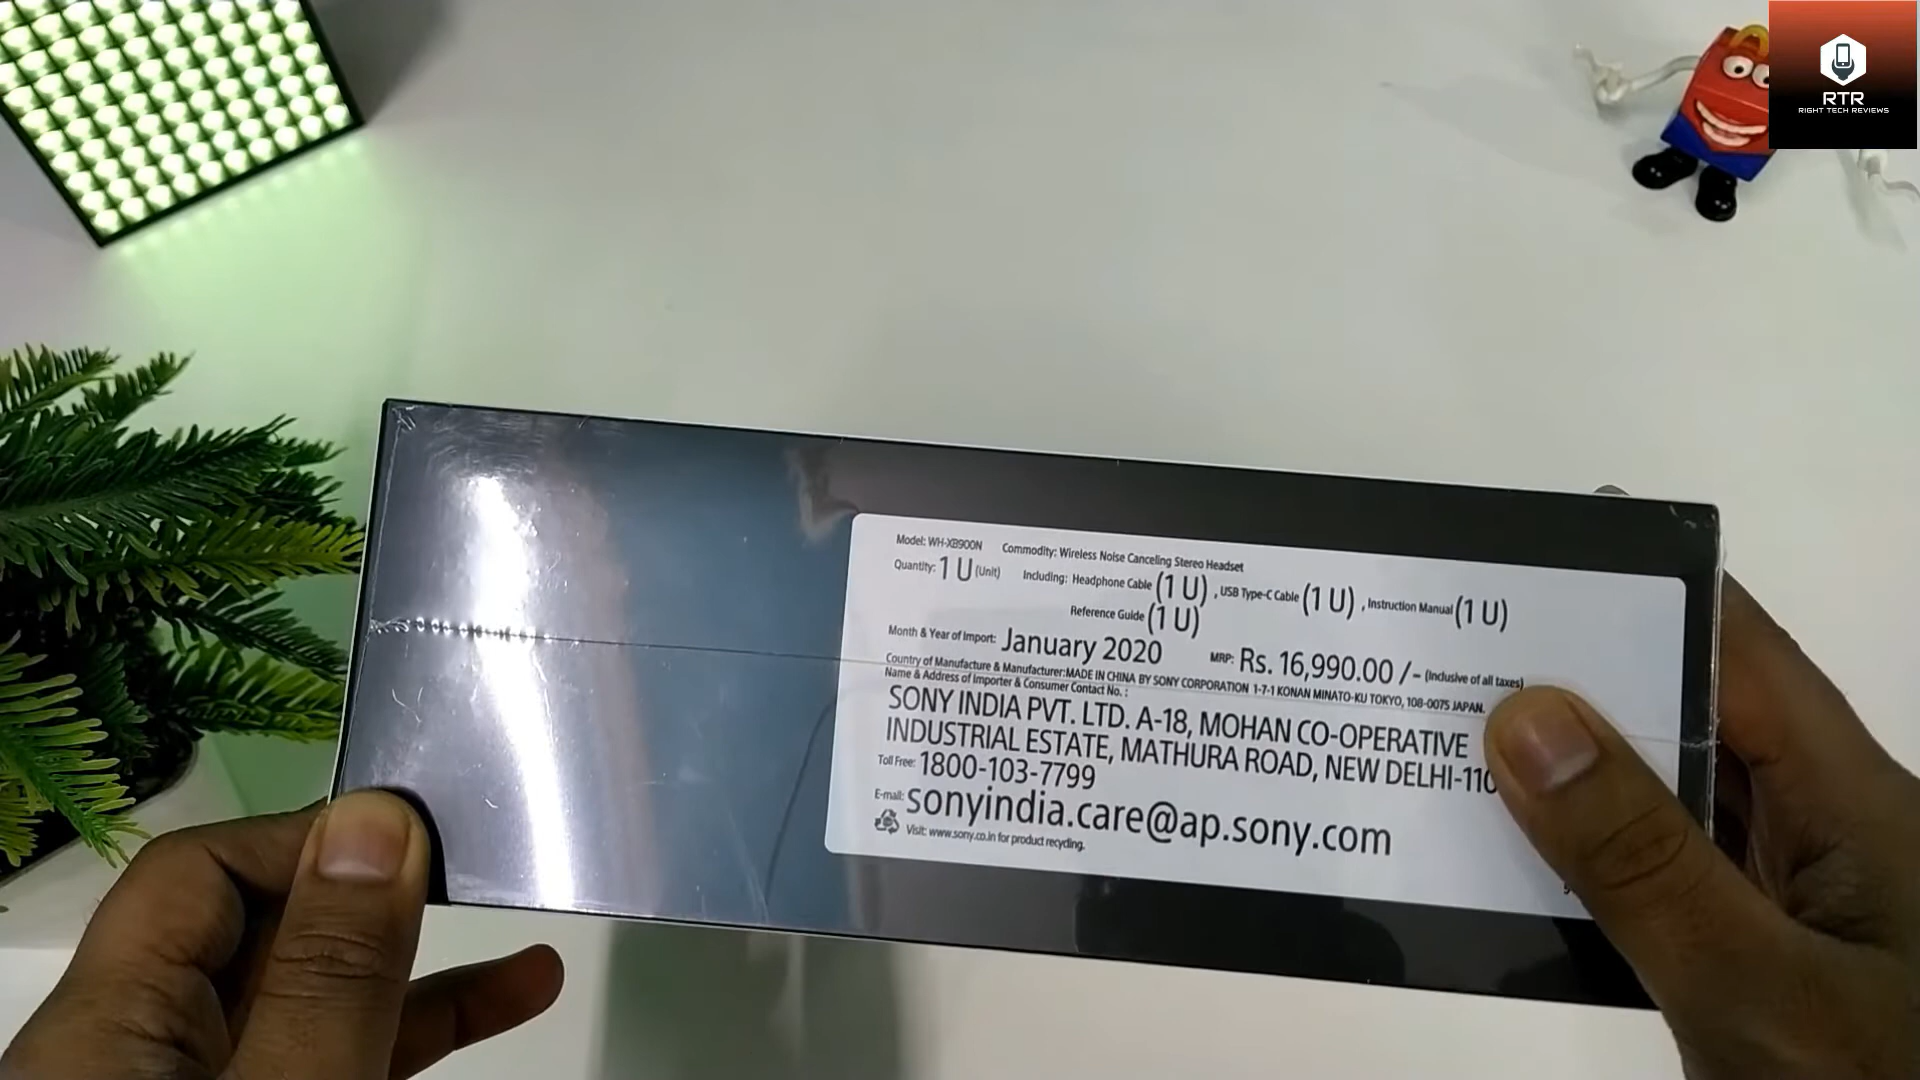 RTR
RIGHT TECH REVIEWS
Model: WH-XB900N Commodity: Wireless Noise Canceling Stereo Headset
Quantity: 1 U (Unit) Including: Headphone Cable (1 U) , USB Type-C Cable (1 U) , Instruction Manual (1 U)
Reference Guide (1 U)
Month & Year of Import: January 2020 MRP: Rs. 16,990.00 /- (Inclusive of all taxes)
Country of Manufacture & Manufacturer:MADE IN CHINA BY SONY CORPORATION 1-7-1 KONAN MINATO-KU TOKYO, 108-0075 JAPAN.
Name & Address of Importer & Consumer Contact No. :
SONY INDIA PVT. LTD. A-18, MOHAN CO-OPERATIVE
INDUSTRIAL ESTATE, MATHURA ROAD, NEW DELHI-110
Toll Free: 1800-103-7799
E-mail: sonyindia.care@ap.sony.com
Visit: www.sony.co.in for product recycling.